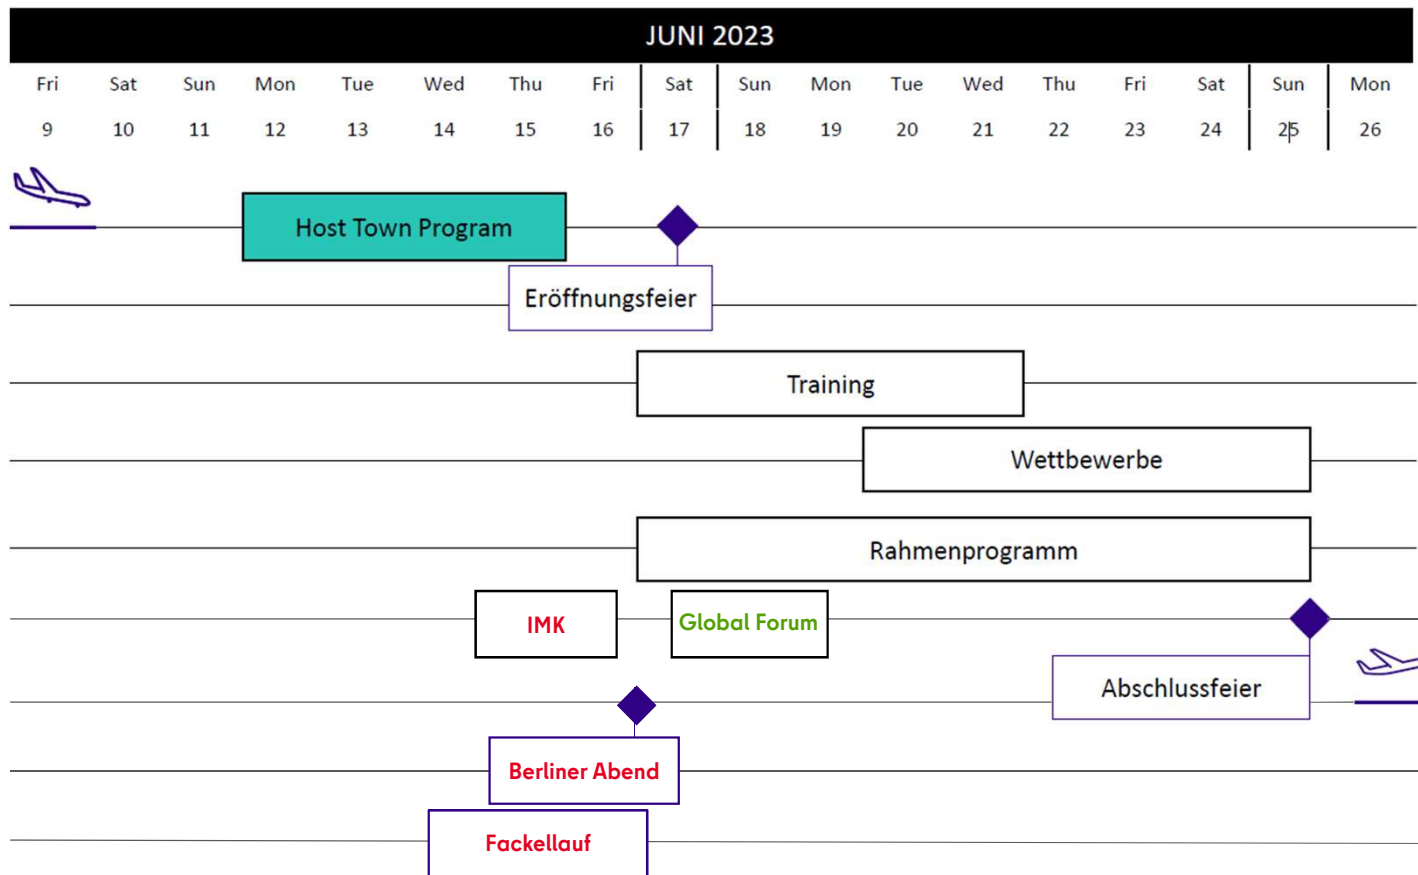 JUNI 2023
Fri Sat Sun Mon Tue Wed Thu Fri Sat Sun Mon Tue Wed Thu Fri Sat Sun Mon
9 10 11 12 13 14 15 16 17 18 19 20 21 22 23 24 25 26
Host Town Program
Eröffnungsfeier
Training
Wettbewerbe
Rahmenprogramm
IMK Global Forum
Abschlussfeier
Berliner Abend
Fackellauf